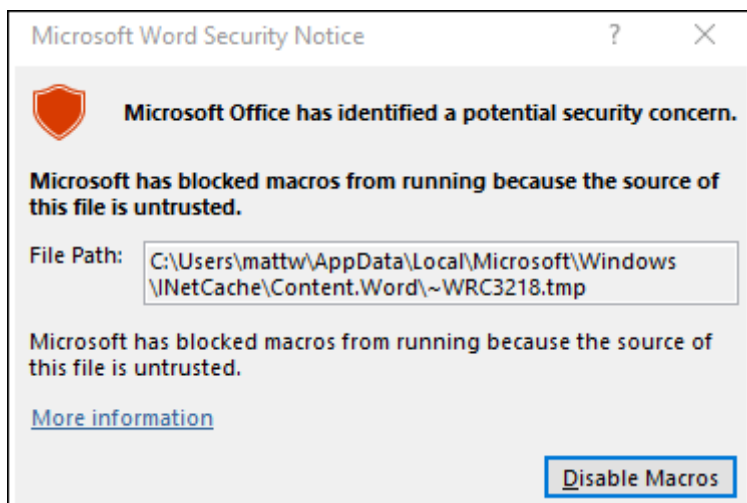 Microsoft Word Security Notice ? ×
Microsoft Office has identified a potential security concern.
Microsoft has blocked macros from running because the source of
this file is untrusted.
File Path: C:\Users\mattw\AppData\Local\Microsoft\Windows
\INetCache\Content.Word\~WRC3218.tmp
Microsoft has blocked macros from running because the source of
this file is untrusted.
More information
Disable Macros